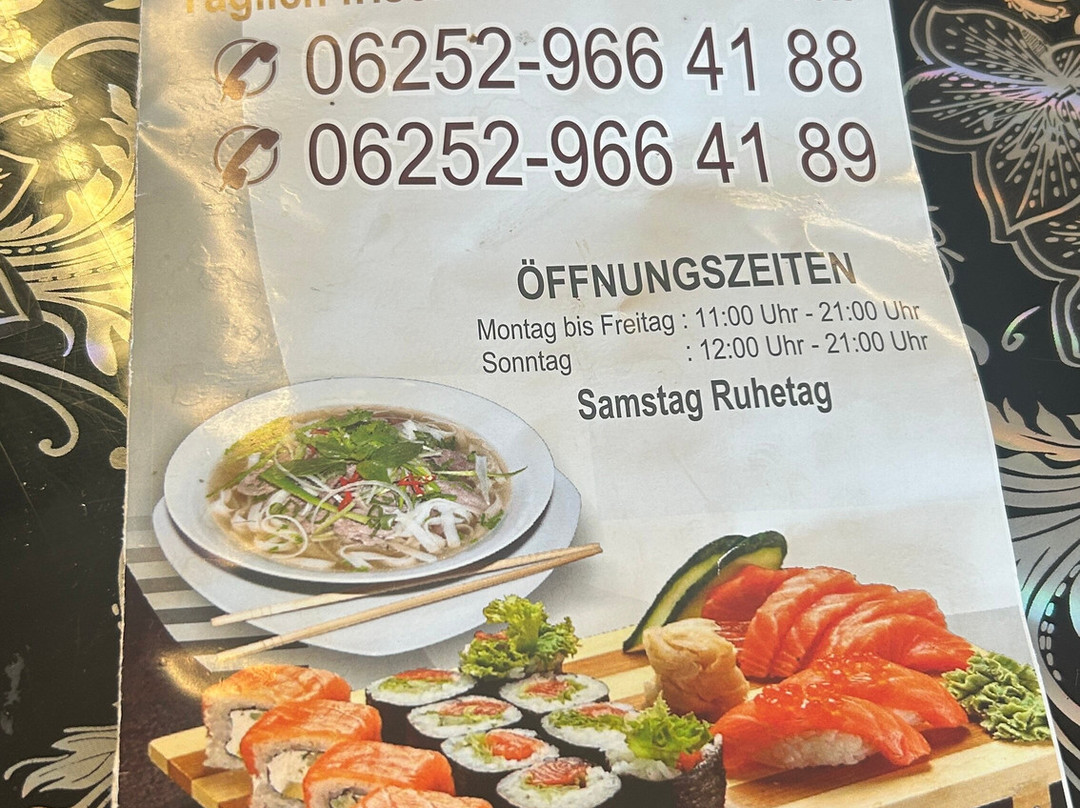 Täglich
06252-966 41 88
06252-966 41 89
ÖFFNUNGSZEITEN
Montag bis Freitag : 11:00 Uhr - 21:00 Uhr
Sonntag : 12:00 Uhr - 21:00 Uhr
Samstag Ruhetag